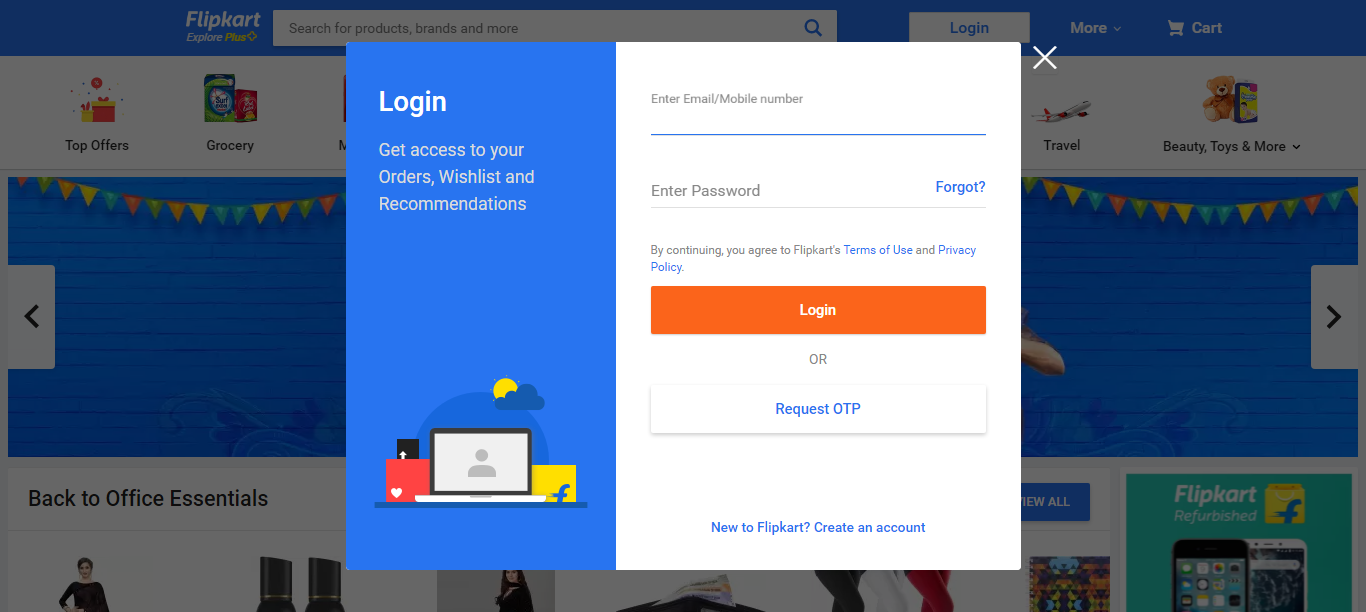 Flipkart
Explore Plus
Search for products, brands and more
Login
More
Cart
Top Offers
Grocery
M
Travel
Beauty, Toys & More
Login
Get access to your
Orders, Wishlist and
Recommendations
Enter Email/Mobile number
Enter Password
Forgot?
By continuing, you agree to Flipkart's Terms of Use and Privacy
Policy.
Login
OR
Request OTP
New to Flipkart? Create an account
Back to Office Essentials
VIEW ALL
Flipkart
Refurbished